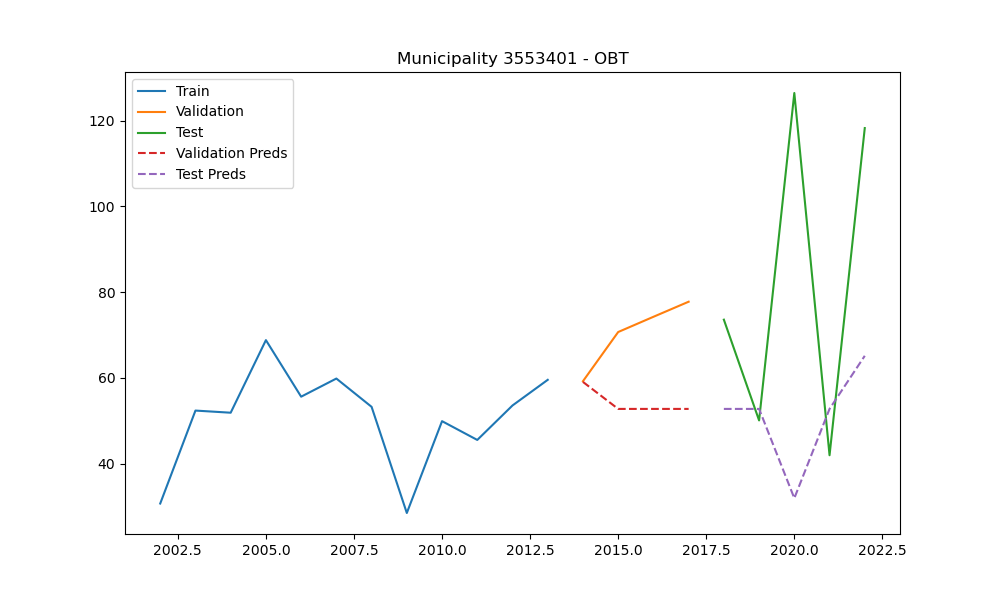 Municipality 3553401 - OBT
Train
Validation
Test
Validation Preds
Test Preds
120
100
80
60
40
2002.5 2005.0 2007.5 2010.0 2012.5 2015.0 2017.5 2020.0 2022.5